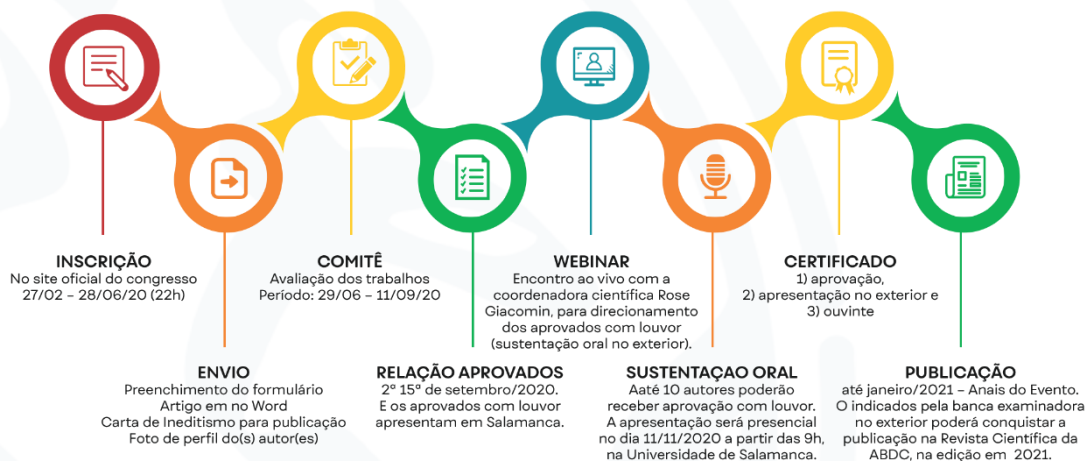 INSCRIÇÃO
No site oficial do congresso
27/02 – 28/06/20 (22h)
ENVIO
Preenchimento do formulário
Artigo em no Word
Carta de Ineditismo para publicação
Foto de perfil do(s) autor(es)
COMITÊ
Avaliação dos trabalhos
Período: 29/06 – 11/09/20
RELAÇÃO APROVADOS
2ª 15ª de setembro/2020.
E os aprovados com louvor
apresentam em Salamanca.
WEBINAR
Encontro ao vivo com a
coordenadora científica Rose
Giacomin, para direcionamento
dos aprovados com louvor
(sustentação oral no exterior).
SUSTENTAÇAO ORAL
Aaté 10 autores poderão
receber aprovação com louvor.
A apresentação será presencial
no dia 11/11/2020 a partir das 9h,
na Universidade de Salamanca.
CERTIFICADO
1) aprovação,
2) apresentação no exterior e
3) ouvinte
PUBLICAÇÃO
até janeiro/2021 – Anais do Evento.
O indicados pela banca examinadora
no exterior poderá conquistar a
publicação na Revista Científica da
ABDC, na edição em 2021.